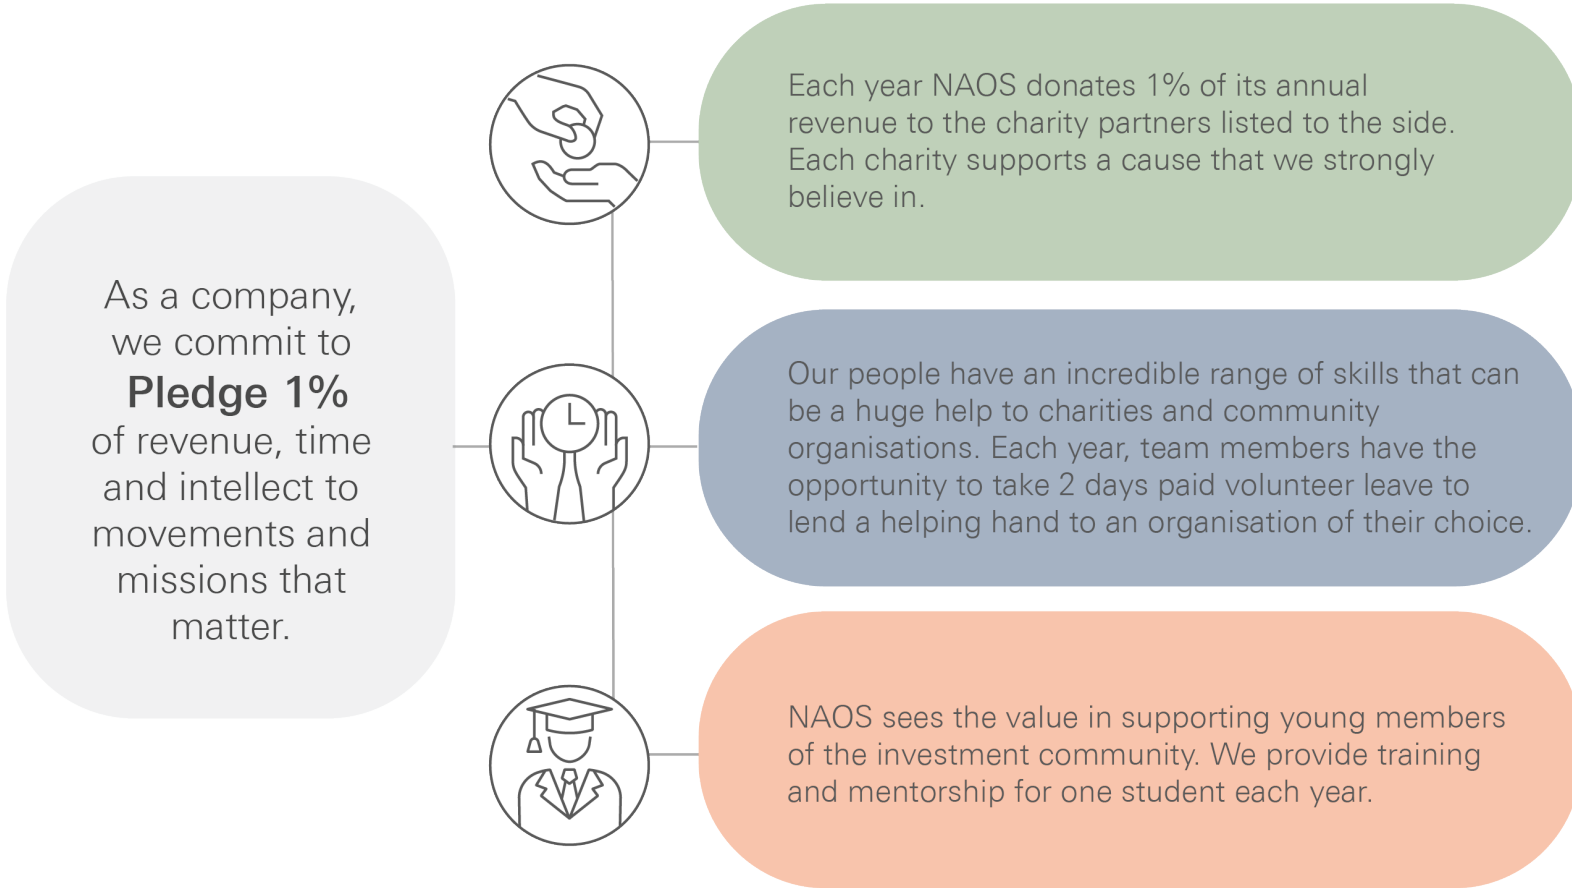 As a company,
we commit to
Pledge 1%
of revenue, time
and intellect to
movements and
missions that
matter.
Each year NAOS donates 1% of its annual
revenue to the charity partners listed to the side.
Each charity supports a cause that we strongly
believe in.
Our people have an incredible range of skills that can
be a huge help to charities and community
organisations. Each year, team members have the
opportunity to take 2 days paid volunteer leave to
lend a helping hand to an organisation of their choice.
NAOS sees the value in supporting young members
of the investment community. We provide training
and mentorship for one student each year.